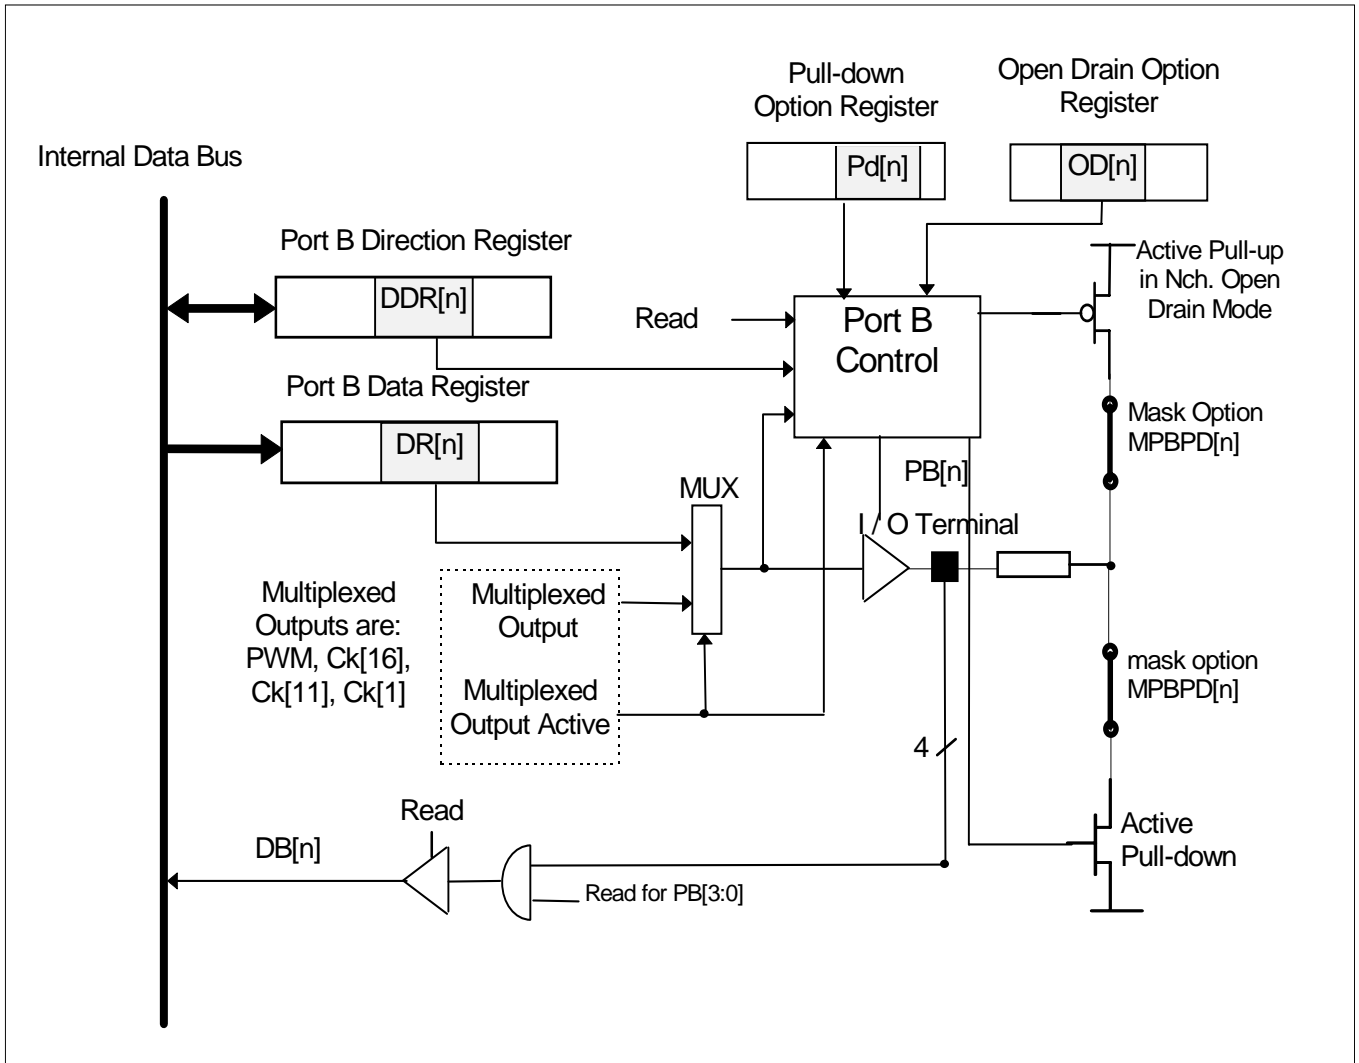 Pull-down
Option Register
Open Drain Option
Register
Internal Data Bus
Pd[n]
OD[n]
Port B Direction Register
DDR[n]
Active Pull-up
in Nch. Open
Drain Mode
Read
Port B
Control
Port B Data Register
DR[n]
Mask Option
MPBPD[n]
MUX
PB[n]
I / O Terminal
Multiplexed
Outputs are:
PWM, Ck[16],
Ck[11], Ck[1]
Multiplexed
Output
Multiplexed
Output Active
mask option
MPBPD[n]
4
Read
DB[n]
Read for PB[3:0]
Active
Pull-down